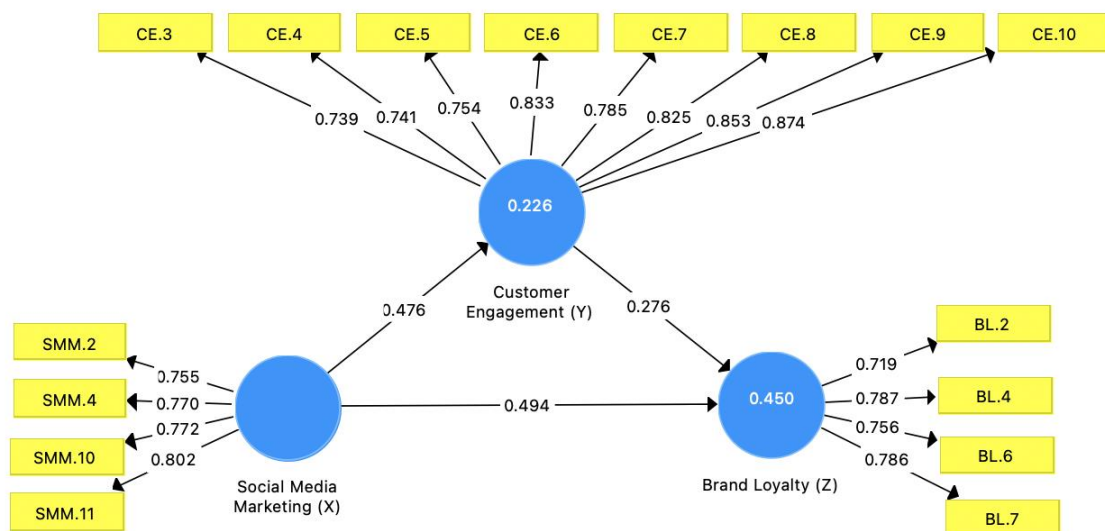 CE.3 CE.4 CE.5 CE.6 CE.7 CE.8 CE.9 CE.10
0.739 0.741 0.754 0.833 0.785 0.825 0.853 0.874
0.226
Customer
Engagement (Y)
0.476
0.276
SMM.2
SMM.4
SMM.10
SMM.11
0.755
0.770
0.772
0.802
Social Media
Marketing (X)
0.494
0.450
Brand Loyalty (Z)
0.719
0.787
0.756
0.786
BL.2
BL.4
BL.6
BL.7